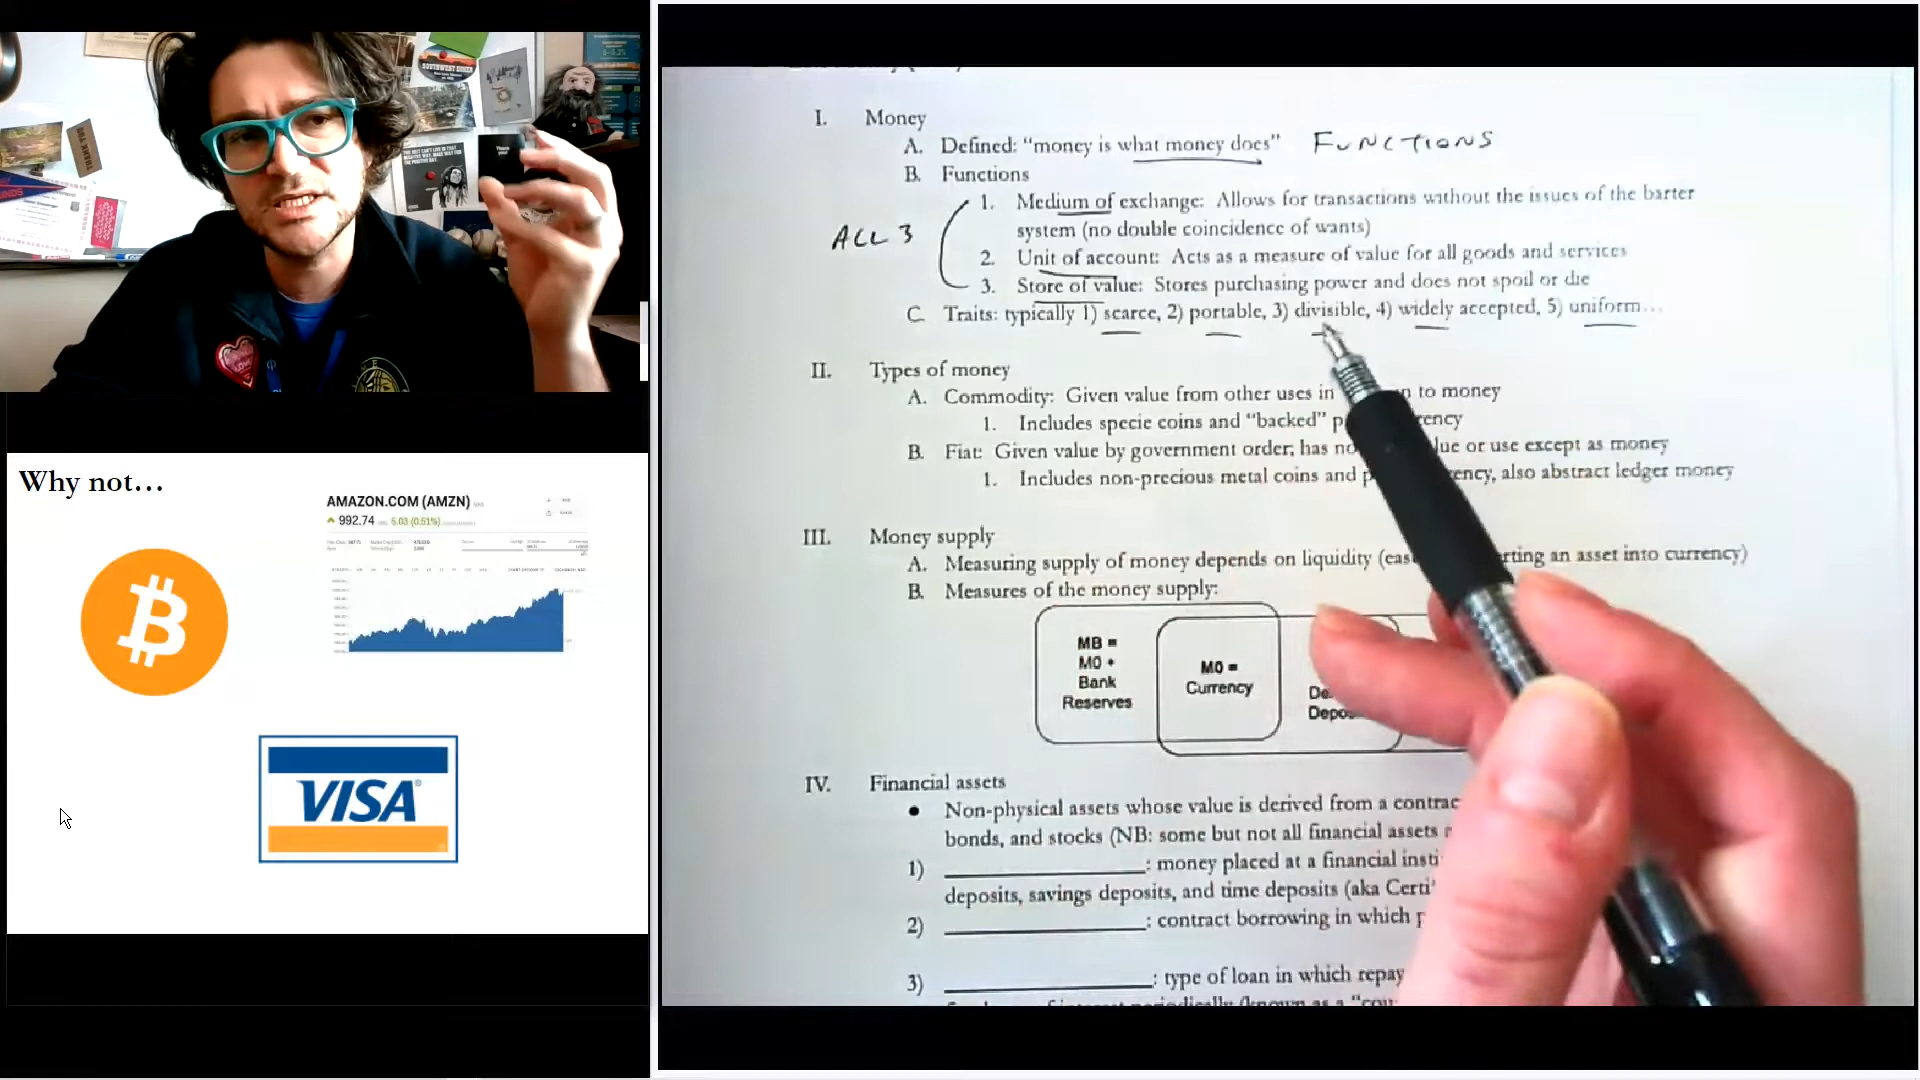 Why not...
AMAZON.COM (AMZN)
992.74 5.03 (0.51%)
VISA
SOUTHWEST DINER
I. Money
A. Defined: “money is what money does” FUNCTIONS
B. Functions
1. Medium of exchange: Allows for transactions without the issues of the barter
system (no double coincidence of wants)
ALL 3
2. Unit of account: Acts as a measure of value for all goods and services
3. Store of value: Stores purchasing power and does not spoil or die
C. Traits: typically 1) scarce, 2) portable, 3) divisible, 4) widely accepted, 5) uniform…
II. Types of money
A. Commodity: Given value from other uses in to money
1. Includes specie coins and “backed”
B. Fiat: Given value by government order, has no or use except as money
1. Includes non-precious metal coins and also abstract ledger money
III. Money supply
A. Measuring supply of money depends on liquidity an asset into currency)
B. Measures of the money supply:
MB =
M0 +
Bank
Reserves
M0 =
Currency
IV. Financial assets
• Non-physical assets whose value is derived from a
bonds, and stocks (NB: some but not all financial assets
1) : money placed at a financial
deposits, savings deposits, and time deposits (aka
2) : contract borrowing in which
3) : type of loan in which